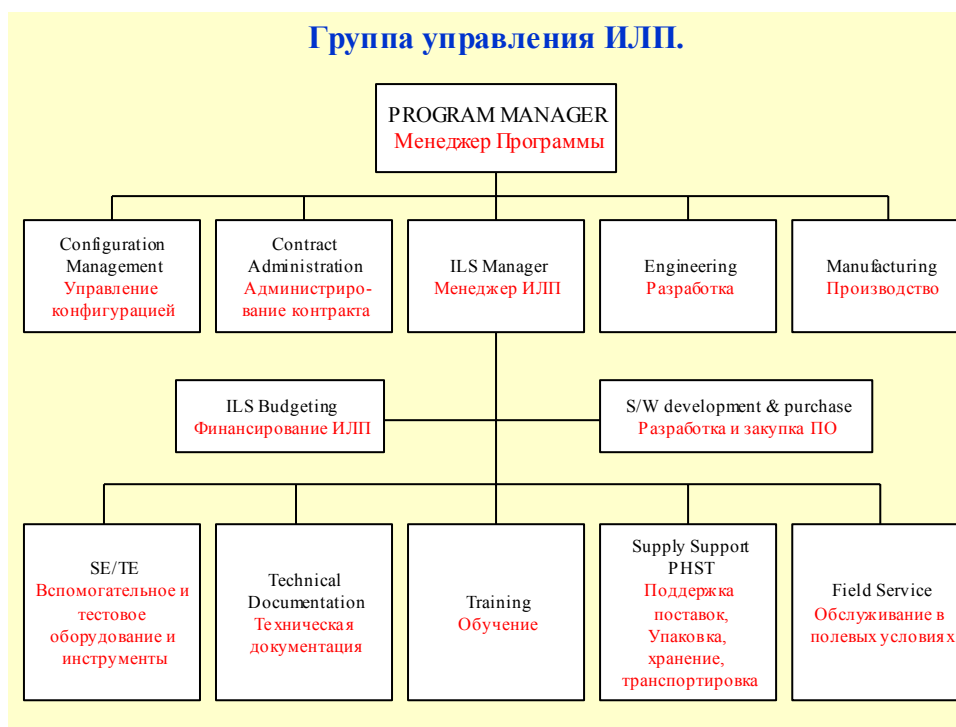 Группа управления ИЛП.
PROGRAM MANAGER
Менеджер Программы
Configuration
Management
Управление
конфигурацией
Contract
Administration
Администриро-
вание контракта
ILS Manager
Менеджер ИЛП
Engineering
Разработка
Manufacturing
Производство
ILS Budgeting
Финансирование ИЛП
S/W development & purchase
Разработка и закупка ПО
SE/TE
Вспомогательное и
тестовое
оборудование и
инструменты
Technical
Documentation
Техническая
документация
Training
Обучение
Supply Support
PHST
Поддержка
поставок,
Упаковка,
хранение,
транспортировка
Field Service
Обслуживание в
полевых условиях